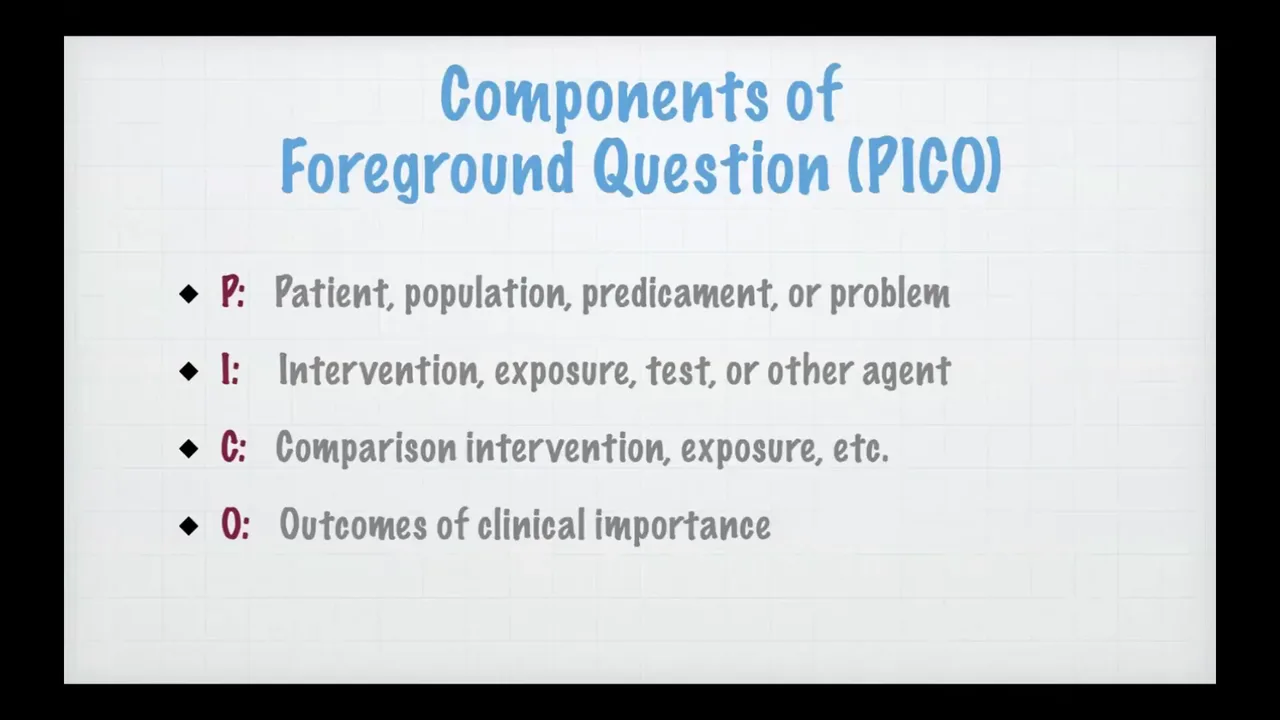 Components of
Foreground Question (PICO)
◆ P: Patient, population, predicament, or problem
◆ I: Intervention, exposure, test, or other agent
◆ C: Comparison intervention, exposure, etc.
◆ O: Outcomes of clinical importance